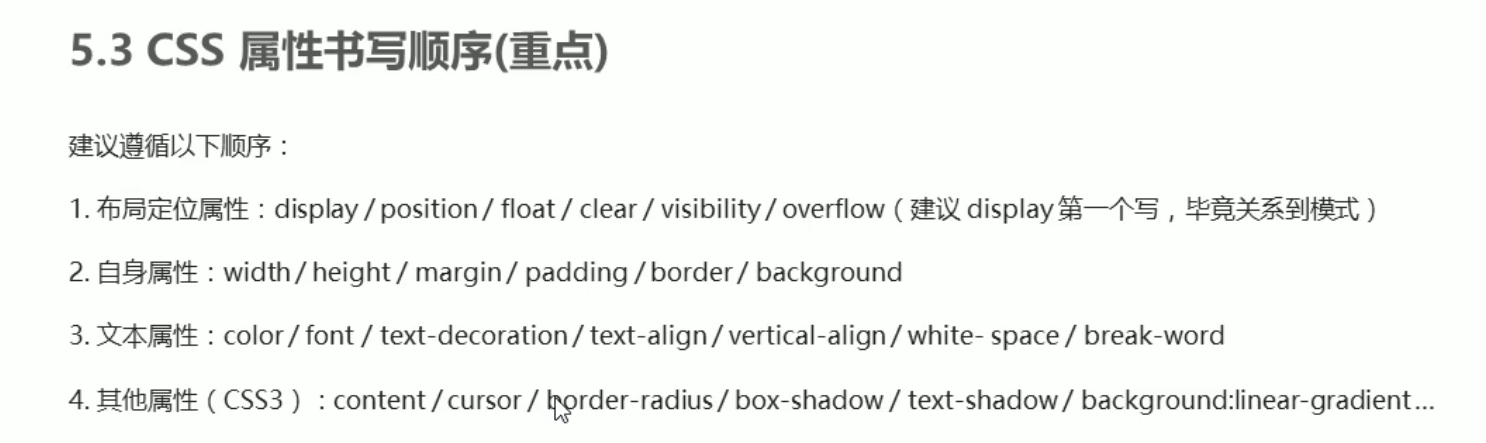 5.3 CSS 属性书写顺序(重点)
建议遵循以下顺序：
1. 布局定位属性：display / position / float / clear / visibility / overflow（建议 display 第一个写，毕竟关系到模式）
2. 自身属性：width / height / margin / padding / border / background
3. 文本属性：color / font / text-decoration / text-align / vertical-align / white- space / break-word
4. 其他属性（CSS3）：content / cursor / border-radius / box-shadow / text-shadow / background:linear-gradient...